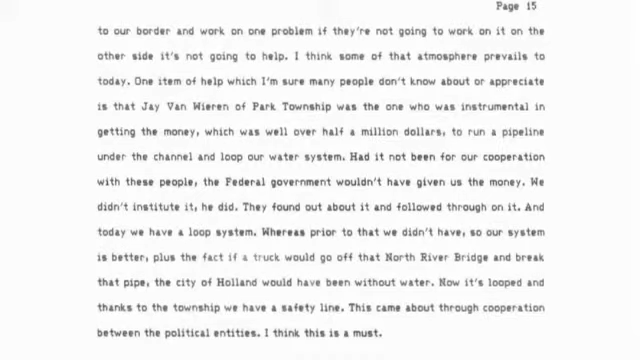 Page 15
to our border and work on one problem if they're not going to work on it on the
other side it's not going to help. I think some of that atmosphere prevails to
today. One item of help which I'm sure many people don't know about or appreciate
is that Jay Van Wieren of Park Township was the one who was instrumental in
getting the money, which was well over half a million dollars, to run a pipeline
under the channel and loop our water system. Had it not been for our cooperation
with these people, the Federal government wouldn't have given us the money. We
didn't institute it, he did. They found out about it and followed through on it. And
today we have a loop system. Whereas prior to that we didn't have, so our system
is better, plus the fact if a truck would go off that North River Bridge and break
that pipe, the city of Holland would have been without water. Now it's looped and
thanks to the township we have a safety line. This came about through cooperation
between the political entities. I think this is a must.